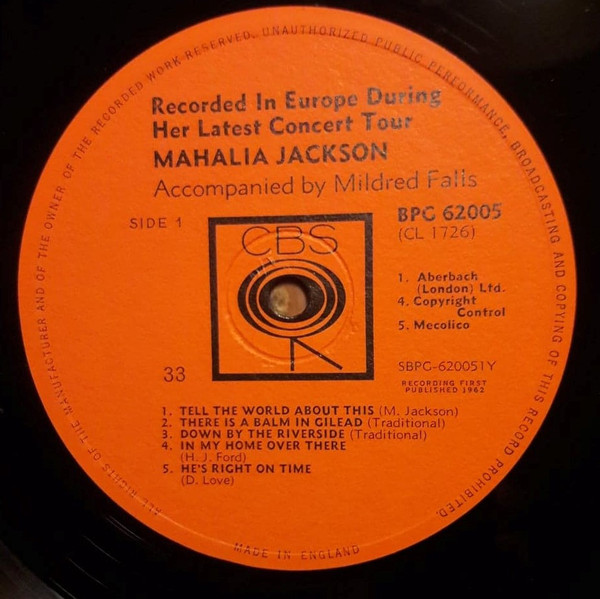 ALL RIGHTS OF THE MANUFACTURER AND OF THE OWNER OF THE RECORDED WORK RESERVED. UNAUTHORIZED PUBLIC PERFORMANCE, BROADCASTING AND COPYING OF THIS RECORD PROHIBITED.
Recorded In Europe During
Her Latest Concert Tour
MAHALIA JACKSON
Accompanied by Mildred Falls
SIDE 1
CBS
BPG 62005
(CL 1726)
1. Aberbach
(London) Ltd.
4. Copyright
Control
5. Mecolico
33
SBPG-620051Y
RECORDING FIRST
PUBLISHED 1962
1. TELL THE WORLD ABOUT THIS (M. Jackson)
2. THERE IS A BALM IN GILEAD (Traditional)
3. DOWN BY THE RIVERSIDE (Traditional)
4. IN MY HOME OVER THERE
(H. J. Ford)
5. HE'S RIGHT ON TIME
(D. Love)
MADE IN ENGLAND